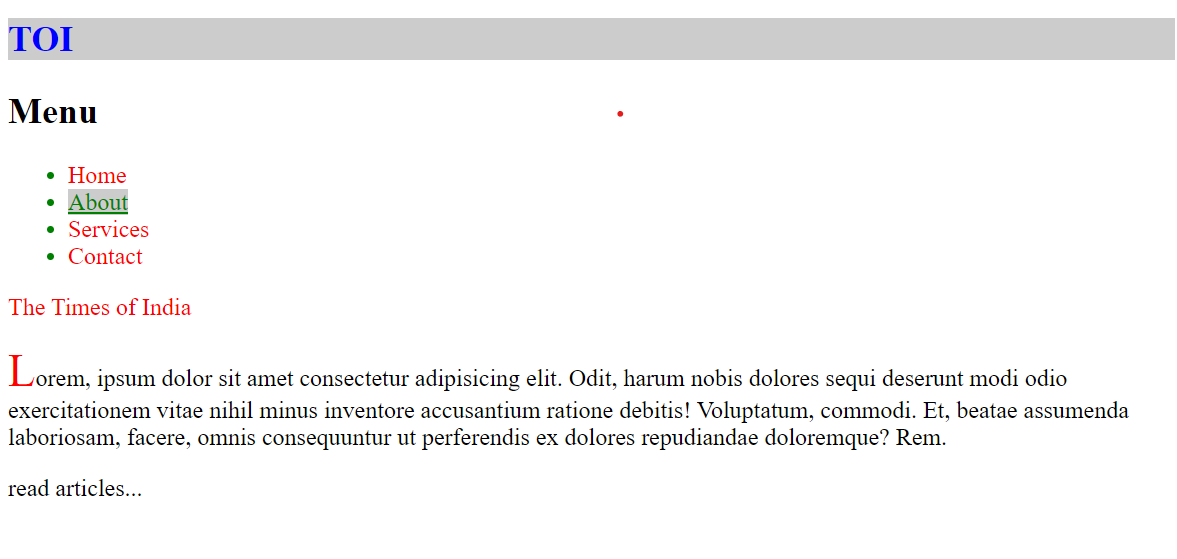 TOI
Menu
Home
About
Services
Contact
The Times of India
Lorem, ipsum dolor sit amet consectetur adipisicing elit. Odit, harum nobis dolores sequi deserunt modi odio
exercitationem vitae nihil minus inventore accusantium ratione debitis! Voluptatum, commodi. Et, beatae assumenda
laboriosam, facere, omnis consequuntur ut perferendis ex dolores repudiandae doloremque? Rem.
read articles...